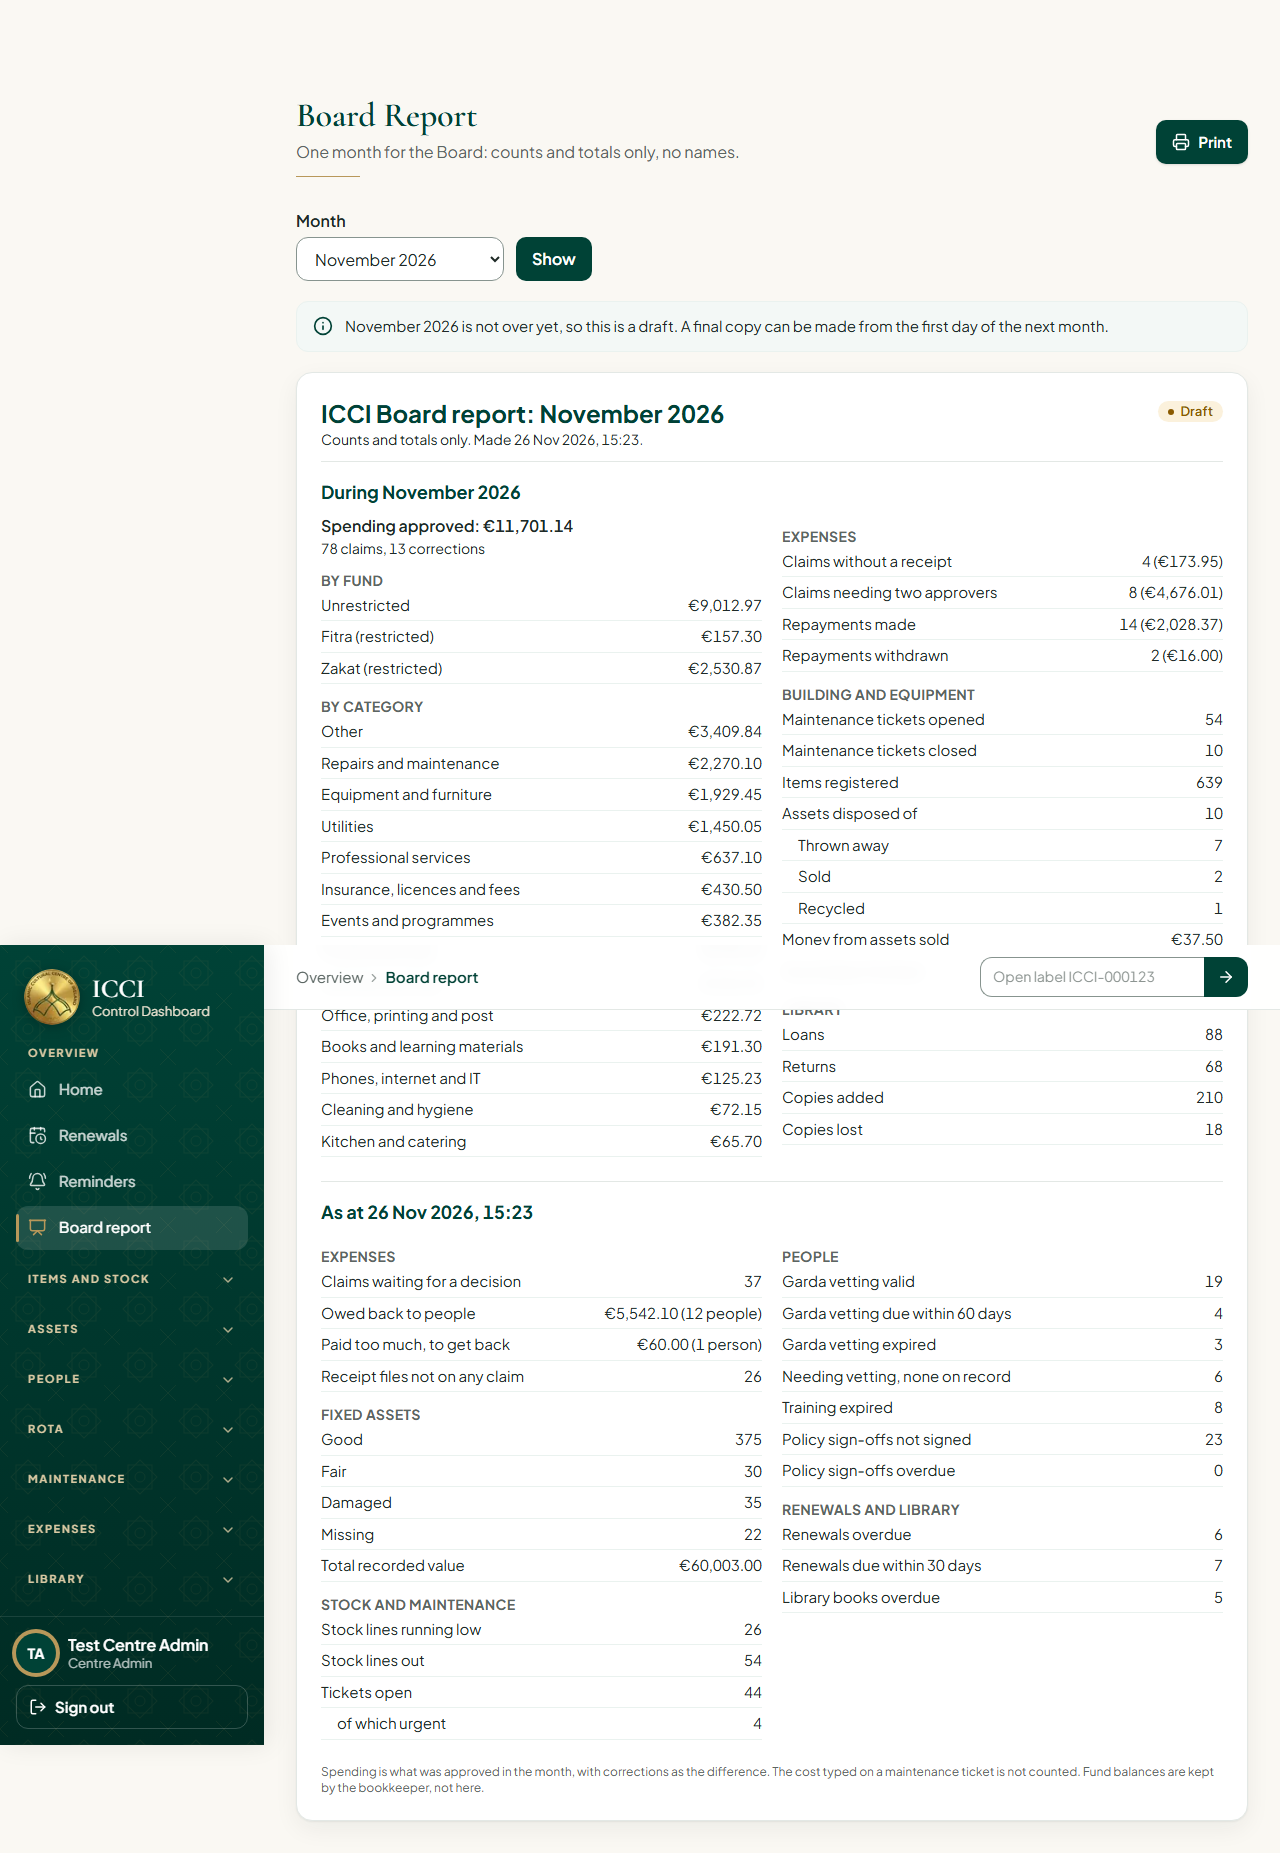 Board Report
One month for the Board: counts and totals only, no names.
Print
Month
November 2026
Show
November 2026 is not over yet, so this is a draft. A final copy can be made from the first day of the next month.
ICCI Board report: November 2026
Draft
Counts and totals only. Made 26 Nov 2026, 15:23.
During November 2026
Spending approved: €11,701.14
78 claims, 13 corrections
BY FUND
Unrestricted €9,012.97
Fitra (restricted) €157.30
Zakat (restricted) €2,530.87
BY CATEGORY
Other €3,409.84
Repairs and maintenance €2,270.10
Equipment and furniture €1,929.45
Utilities €1,450.05
Professional services €637.10
Insurance, licences and fees €430.50
Events and programmes €382.35
Office, printing and post €222.72
Books and learning materials €191.30
Phones, internet and IT €125.23
Cleaning and hygiene €72.15
Kitchen and catering €65.70
EXPENSES
Claims without a receipt 4 (€173.95)
Claims needing two approvers 8 (€4,676.01)
Repayments made 14 (€2,028.37)
Repayments withdrawn 2 (€16.00)
BUILDING AND EQUIPMENT
Maintenance tickets opened 54
Maintenance tickets closed 10
Items registered 639
Assets disposed of 10
Thrown away 7
Sold 2
Recycled 1
Money from assets sold €37.50
LIBRARY
Loans 88
Returns 68
Copies added 210
Copies lost 18
Overview › Board report
Open label ICCI-000123
ICCI
Control Dashboard
OVERVIEW
Home
Renewals
Reminders
Board report
ITEMS AND STOCK
ASSETS
PEOPLE
ROTA
MAINTENANCE
EXPENSES
LIBRARY
TA
Test Centre Admin
Centre Admin
Sign out
As at 26 Nov 2026, 15:23
EXPENSES
Claims waiting for a decision 37
Owed back to people €5,542.10 (12 people)
Paid too much, to get back €60.00 (1 person)
Receipt files not on any claim 26
FIXED ASSETS
Good 375
Fair 30
Damaged 35
Missing 22
Total recorded value €60,003.00
STOCK AND MAINTENANCE
Stock lines running low 26
Stock lines out 54
Tickets open 44
of which urgent 4
PEOPLE
Garda vetting valid 19
Garda vetting due within 60 days 4
Garda vetting expired 3
Needing vetting, none on record 6
Training expired 8
Policy sign-offs not signed 23
Policy sign-offs overdue 0
RENEWALS AND LIBRARY
Renewals overdue 6
Renewals due within 30 days 7
Library books overdue 5
Spending is what was approved in the month, with corrections as the difference. The cost typed on a maintenance ticket is not counted. Fund balances are kept
by the bookkeeper, not here.